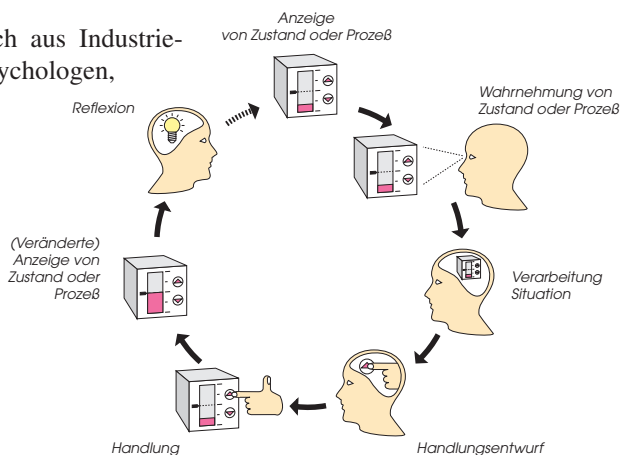 ch aus Industrie-
ychologen,
Anzeige
von Zustand oder Prozeß
Wahrnehmung von
Zustand oder Prozeß
Verarbeitung
Situation
Handlungsentwurf
Handlung
(Veränderte)
Anzeige von
Zustand oder
Prozeß
Reflexion